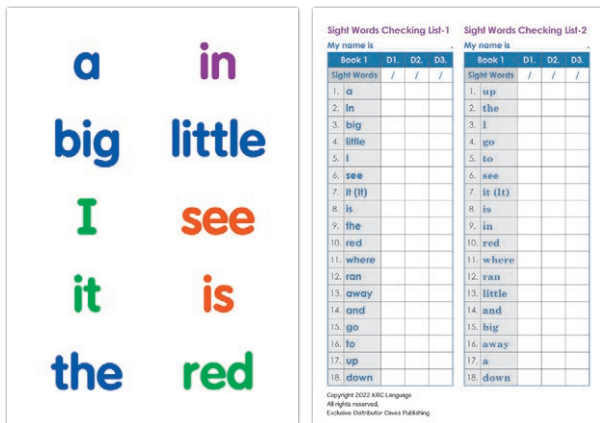 a in
big little
I see
it is
the red
Sight Words Checking List-1
My name is .
Book 1 D1. D2. D3.
Sight Words / / /
1. a
2. in
3. big
4. little
5. I
6. see
7. it (It)
8. is
9. the
10. red
11. where
12. ran
13. away
14. and
15. go
16. to
17. up
18. down
Copyright 2022 KRC Language
All rights reserved.
Exclusive Distributor Caves Publishing
Sight Words Checking List-2
My name is .
Book 1 D1. D2. D3.
Sight Words / / /
1. up
2. the
3. I
4. go
5. to
6. see
7. it (It)
8. is
9. in
10. red
11. where
12. ran
13. little
14. and
15. big
16. away
17. a
18. down